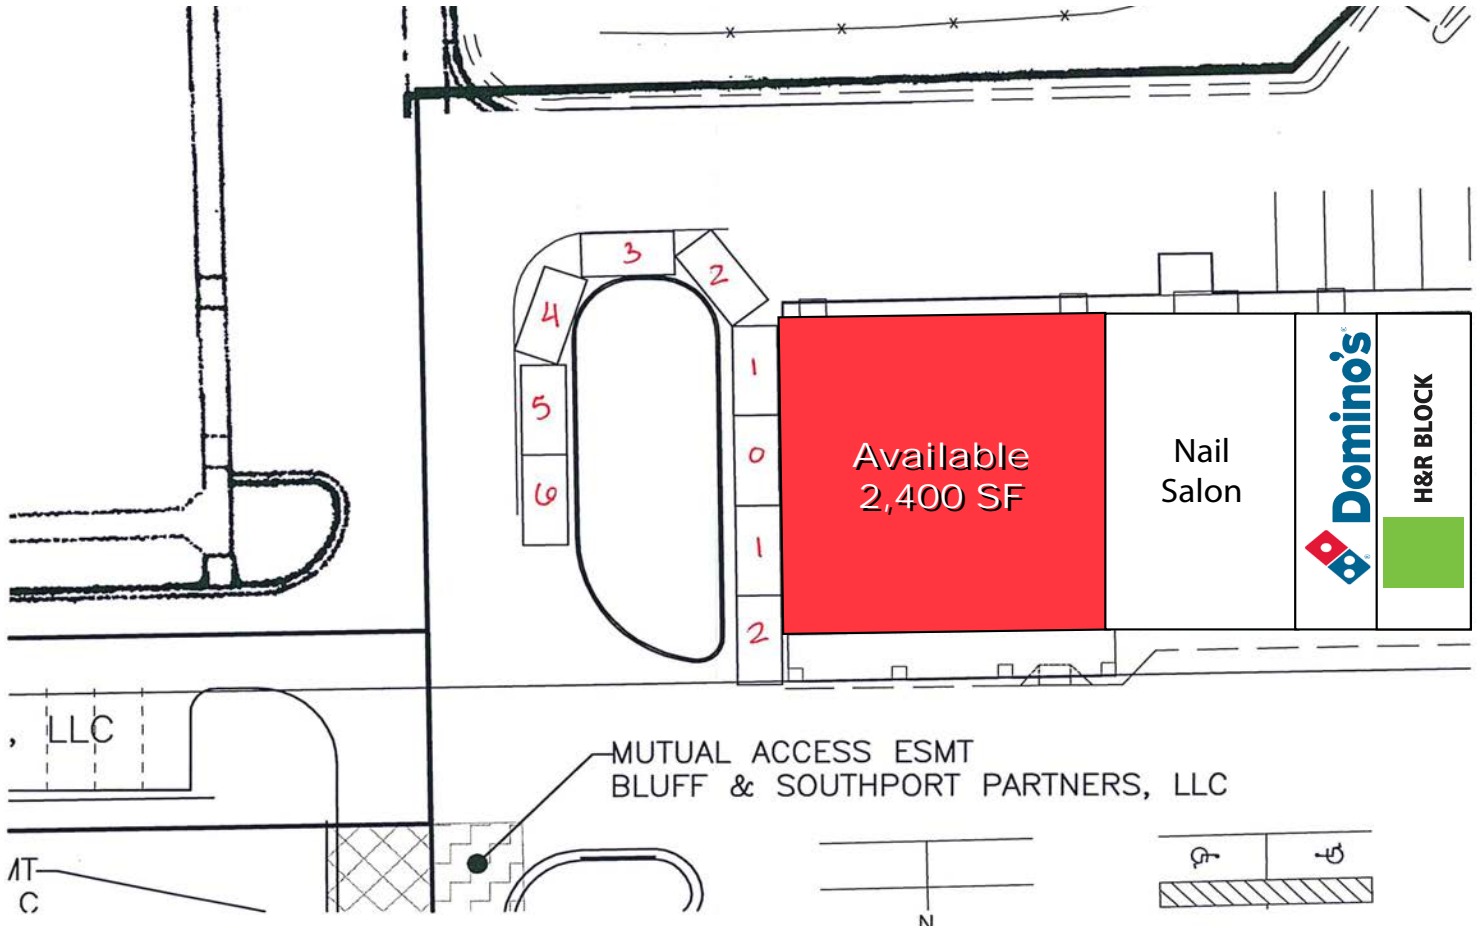 3
2
4
1
5
0
6
1
2
Available
2,400 SF
Nail
Salon
Domino's
H&R BLOCK
, LLC
MUTUAL ACCESS ESMT
BLUFF & SOUTHPORT PARTNERS, LLC
MT
C
N